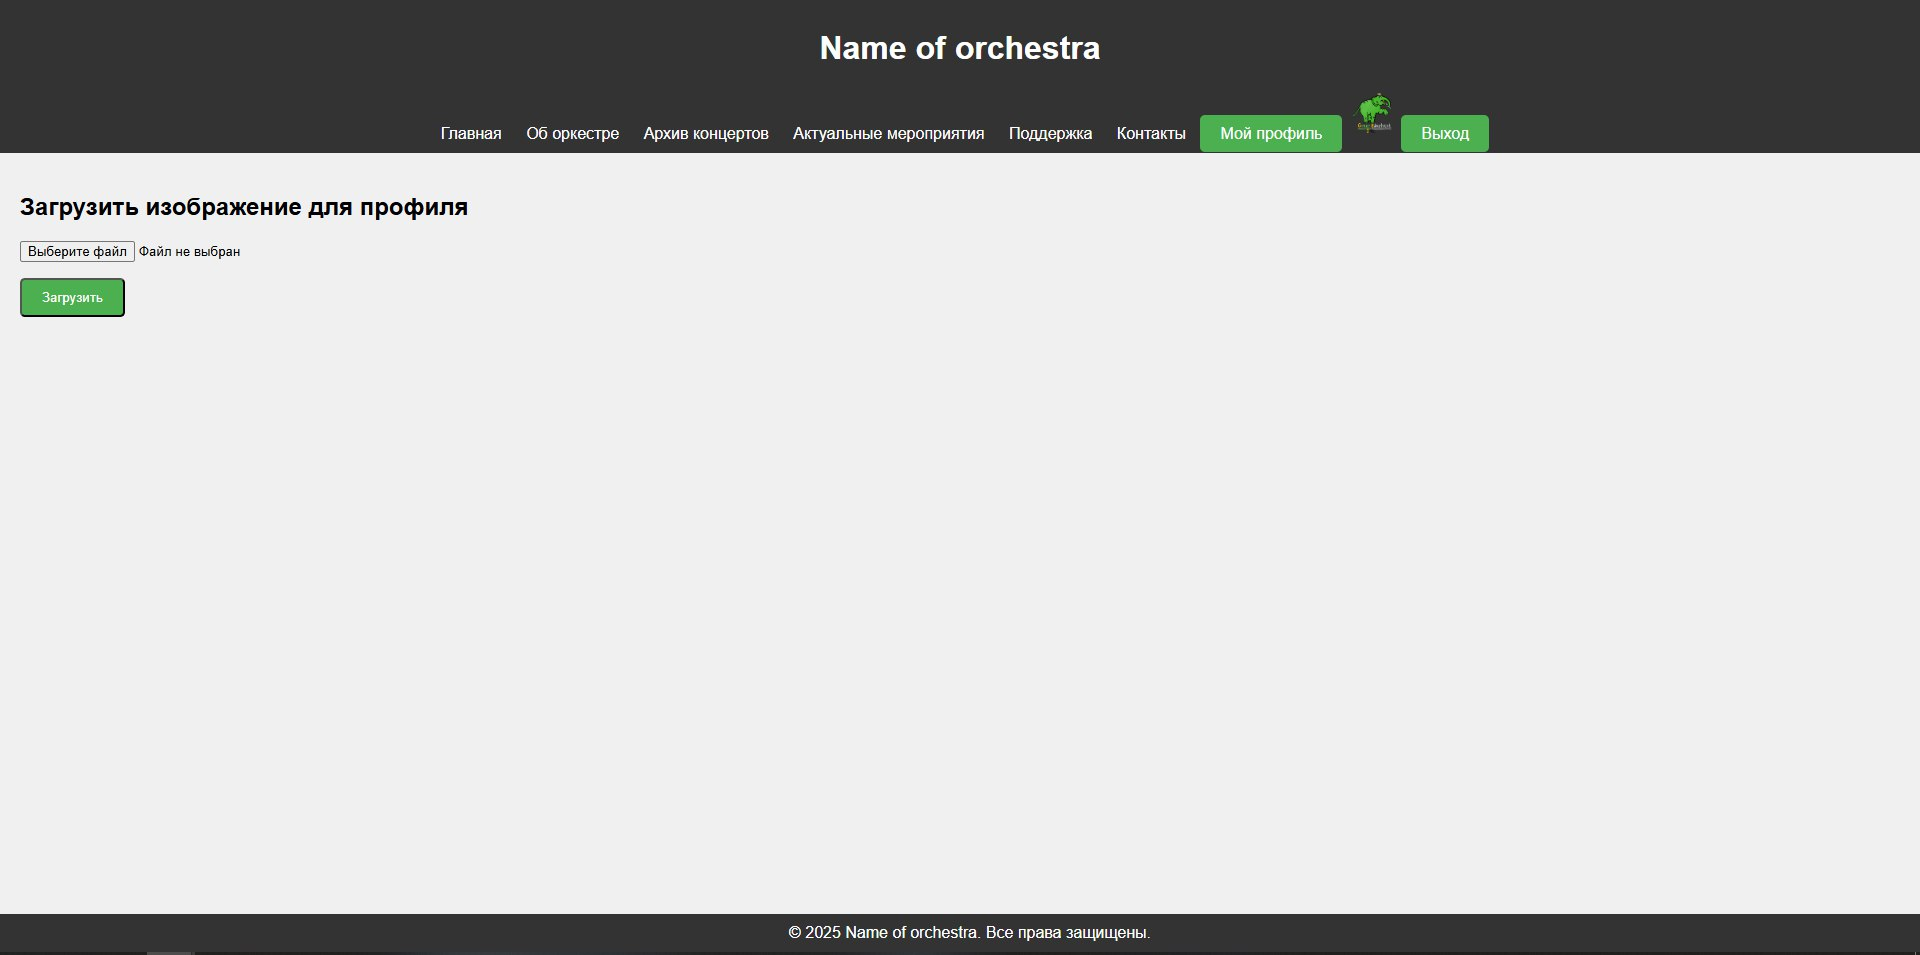 Name of orchestra
Главная Об оркестре Архив концертов Актуальные мероприятия Поддержка Контакты Мой профиль Выход
Загрузить изображение для профиля
Выберите файл Файл не выбран
Загрузить
© 2025 Name of orchestra. Все права защищены.